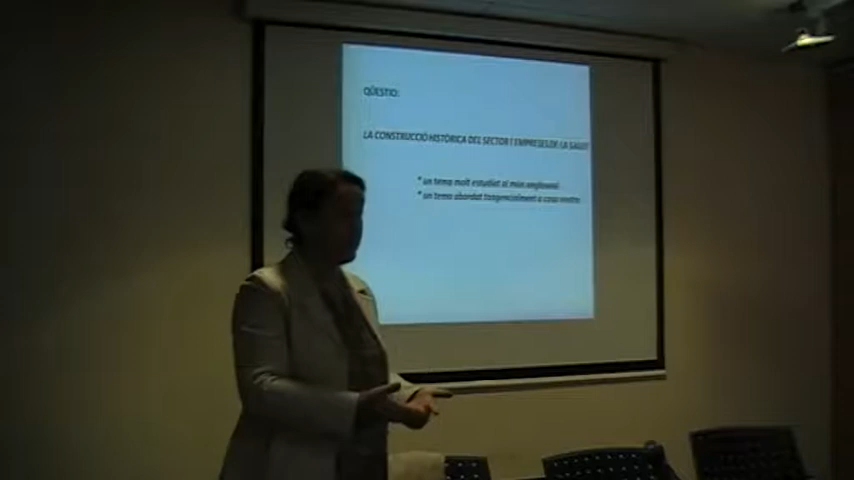 QÜESTIO:
LA CONSTRUCCIÓ HISTÒRICA DEL SECTOR I EMPRESES DE LA SALUT
* un tema molt estudiat al món anglosaxó
* un tema abordat tangencialment a casa nostra